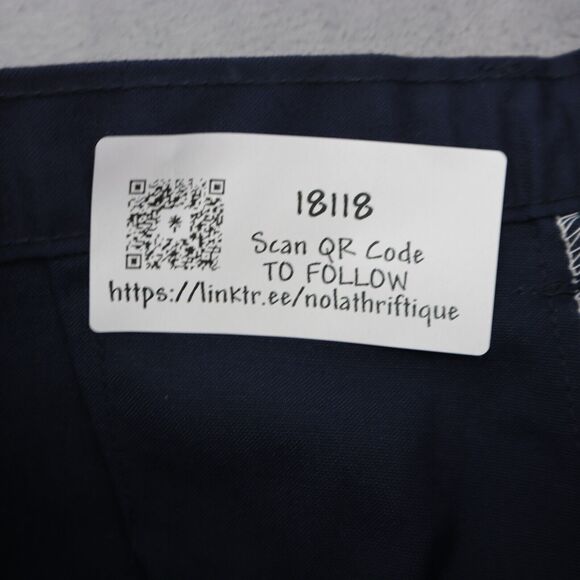 18118
Scan QR Code
TO FOLLOW
https://linktr.ee/nolathriftique